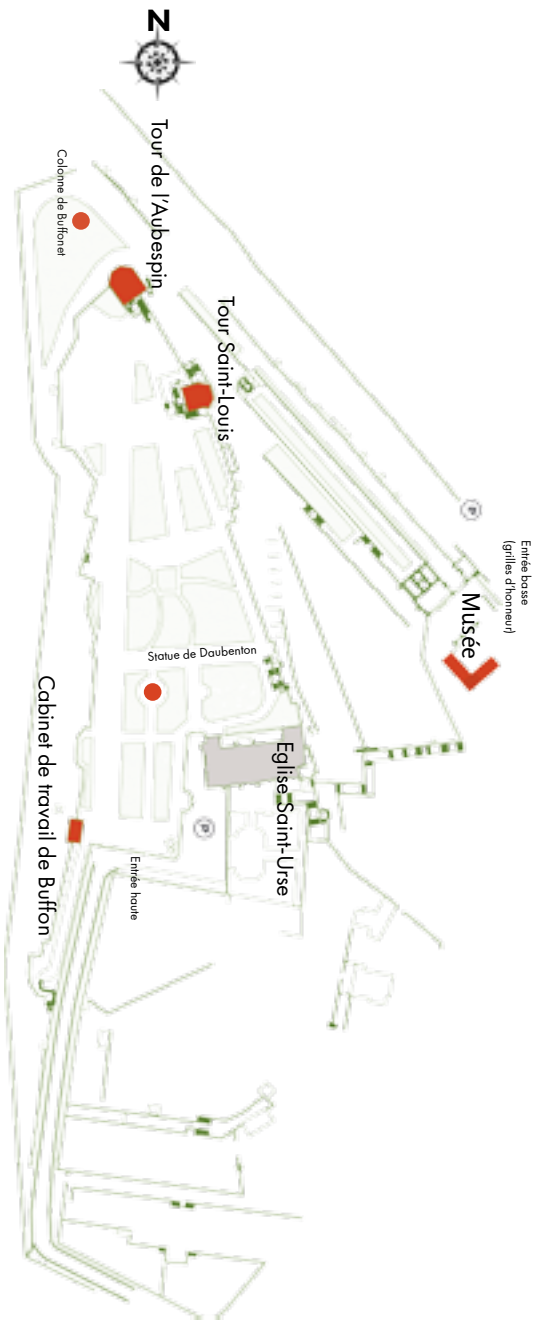 N
Tour de l'Aubespin
Colonne de Buffonet
Tour Saint-Louis
P
Entrée basse
(grilles d'honneur)
Musée
Statue de Daubenton
Eglise Saint-Urse
Cabinet de travail de Buffon
P
Entrée haute